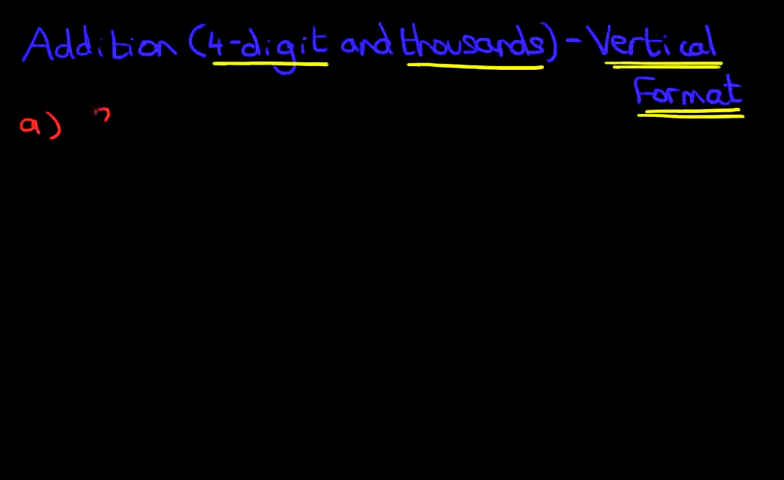 Addition (4-digit and thousands) - Vertical
Format
a)